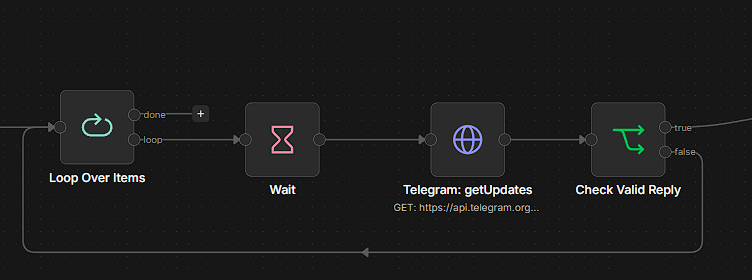 done
loop
true
false
Loop Over Items
Wait
Telegram: getUpdates
Check Valid Reply
GET: https://api.telegram.org...